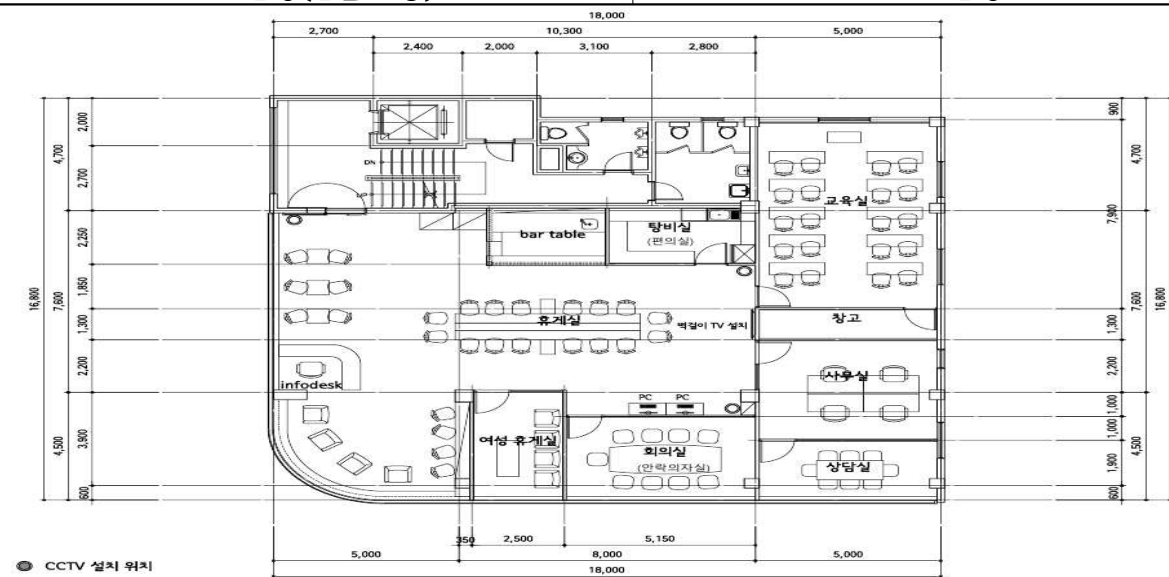 18,000
2,700 10,300 5,000
2,400 2,000 3,100 2,800
2,000 900
4,700 4,700
DN
2,700
교육실
7,900
2,250
bar table
탕비실
(편의실)
16,800 7,600 1,850 7,600 16,800
1,300 휴게실 벽걸이 TV 설치 창고 1,300
2,200 사무실 2,200
infodesk
PC PC
1,000
4,500 3,900 여성 휴게실 회의실 1,000 4,500
(안락의자실) 상담실 1,900
600 600
350 2,500 5,150
5,000 8,000 5,000
CCTV 설치 위치
18,000